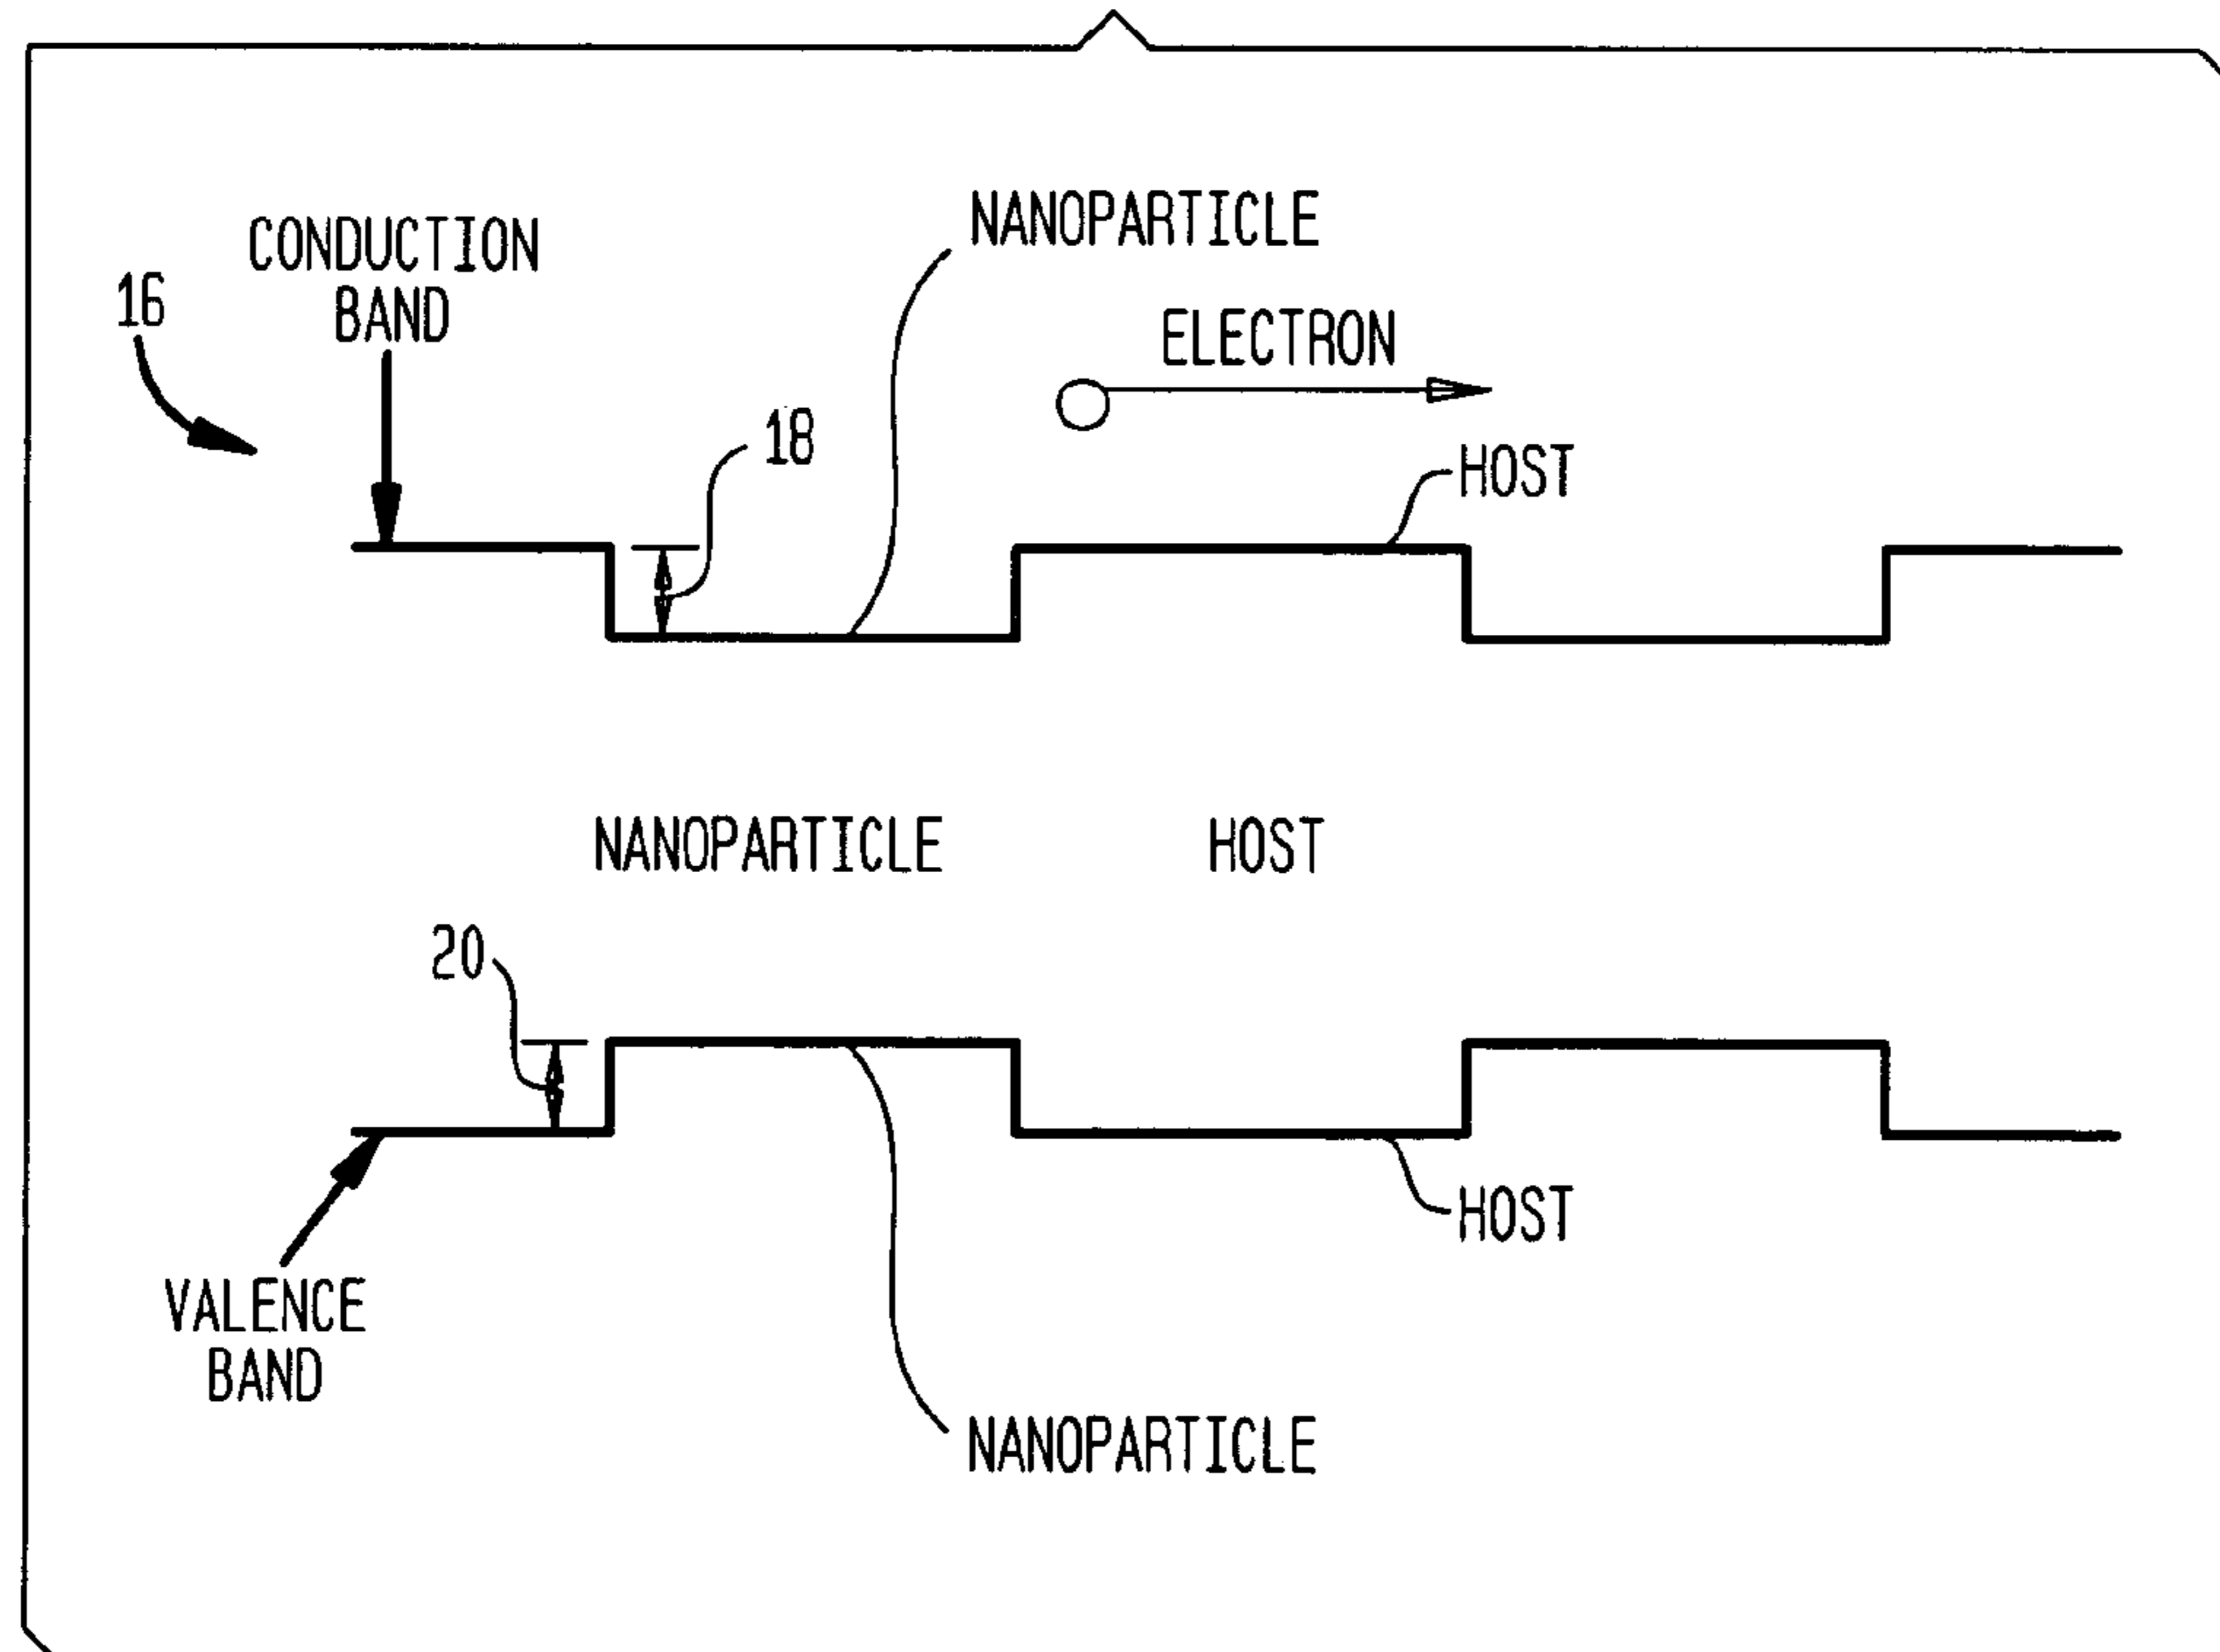 NANOPARTICLE
CONDUCTION
BAND
16
ELECTRON
18
HOST
NANOPARTICLE
HOST
20
HOST
VALENCE
BAND
NANOPARTICLE